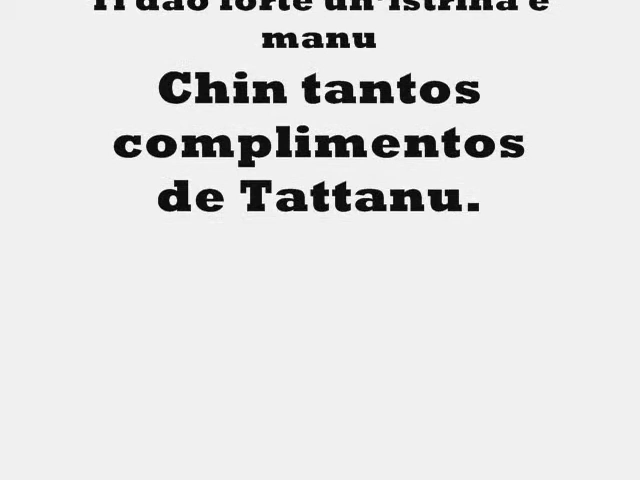 Ti dao forte un'istrina e
manu
Chin tantos
complimentos
de Tattanu.